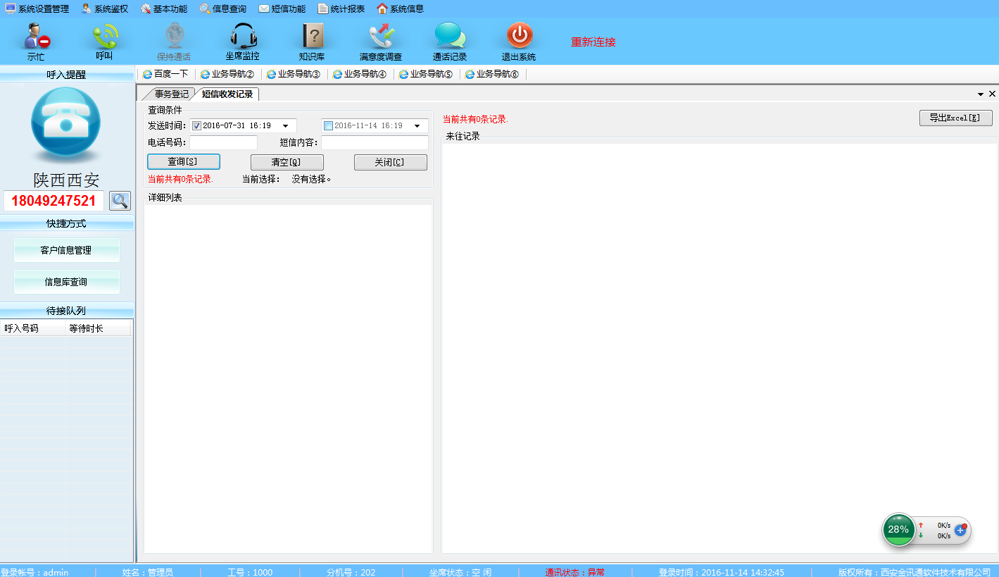 系统设置管理 系统鉴权 基本功能 信息查询 短信功能 统计报表 系统信息
示忙 呼叫 保持通话 坐席监控 知识库 满意度调查 通话记录 退出系统 重新连接
呼入提醒 百度一下 业务导航② 业务导航③ 业务导航④ 业务导航⑤ 业务导航⑥
事务登记 短信收发记录
查询条件
发送时间: 2016-07-31 16:19 2016-11-14 16:19
电话号码: 短信内容:
查询[S] 清空[Q] 关闭[C]
当前共有0条记录. 当前选择: 没有选择。
详细列表
当前共有0条记录. 导出Excel[E]
来往记录
陕西西安
18049247521
快捷方式
客户信息管理
信息库查询
待接队列
呼入号码 等待时长
28% 0K/s
0K/s
登录帐号：admin 姓名：管理员 工号：1000 分机号：202 坐席状态：空 闲 通讯状态：异常 登录时间：2016-11-14 14:32:45 版权所有：西安金讯通软件技术有限公司